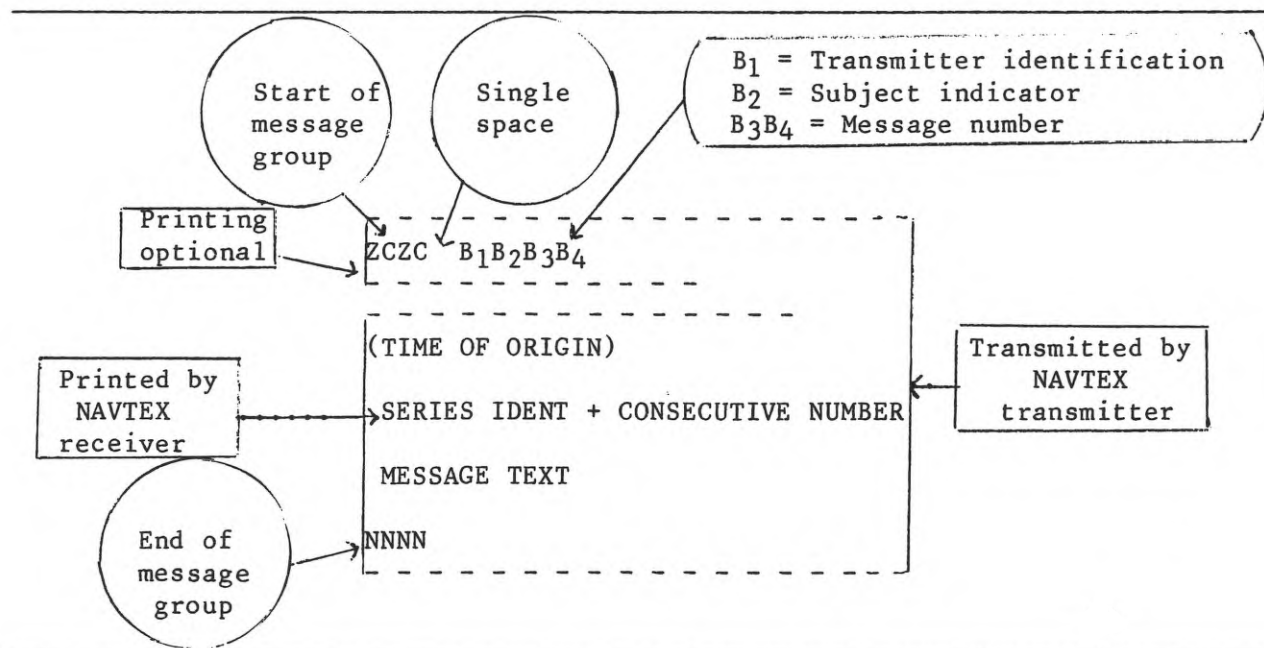 Start of
message
group
Single
space
B₁ = Transmitter identification
B₂ = Subject indicator
B₃B₄ = Message number
Printing
optional
ZCZC B₁B₂B₃B₄
(TIME OF ORIGIN)
Printed by
NAVTEX
receiver
SERIES IDENT + CONSECUTIVE NUMBER
Transmitted by
NAVTEX
transmitter
MESSAGE TEXT
End of
message
group
NNNN